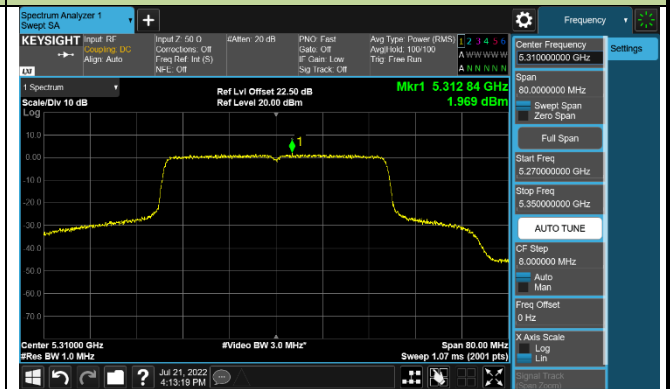 Spectrum Analyzer 1
Swept SA
+
Frequency
KEYSIGHT
Input: RF
Coupling: DC
Align: Auto
Input Z: 50 Ω
Corrections: Off
Freq Ref: Int (S)
NFE: Off
#Atten: 20 dB
PNO: Fast
Gate: Off
IF Gain: Low
Sig Track: Off
Avg Type: Power (RMS)
Avg|Hold: 100/100
Trig: Free Run
1 2 3 4 5 6
A W W W W W
A N N N N N
LXI
1 Spectrum
Scale/Div 10 dB
Log
Ref Lvl Offset 22.50 dB
Ref Level 20.00 dBm
Mkr1 5.312 84 GHz
1.969 dBm
1
10.0
0.00
-10.0
-20.0
-30.0
-40.0
-50.0
-60.0
-70.0
Center 5.31000 GHz
#Res BW 1.0 MHz
#Video BW 3.0 MHz*
Span 80.00 MHz
Sweep 1.07 ms (2001 pts)
?
Jul 21, 2022
4:13:19 PM
Center Frequency
5.310000000 GHz
Settings
Span
80.0000000 MHz
Swept Span
Zero Span
Full Span
Start Freq
5.270000000 GHz
Stop Freq
5.350000000 GHz
AUTO TUNE
CF Step
8.000000 MHz
Auto
Man
Freq Offset
0 Hz
X Axis Scale
Log
Lin
Signal Track
(Span Zoom)